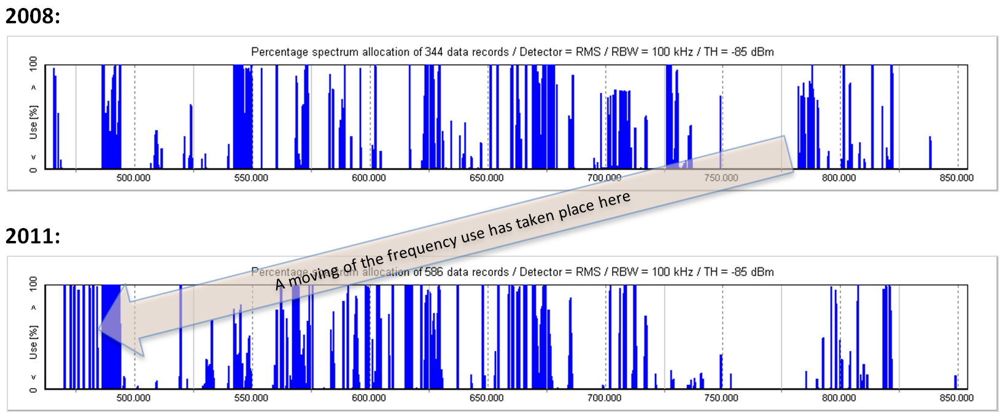 2008:
Percentage spectrum allocation of 344 data records / Detector = RMS / RBW = 100 kHz / TH = -85 dBm
0 < Use [%] > 100
500.000 550.000 600.000 650.000 700.000 750.000 800.000 850.000
A moving of the frequency use has taken place here
2011:
Percentage spectrum allocation of 586 data records / Detector = RMS / RBW = 100 kHz / TH = -85 dBm
0 < Use [%] > 100
500.000 550.000 600.000 650.000 700.000 750.000 800.000 850.000